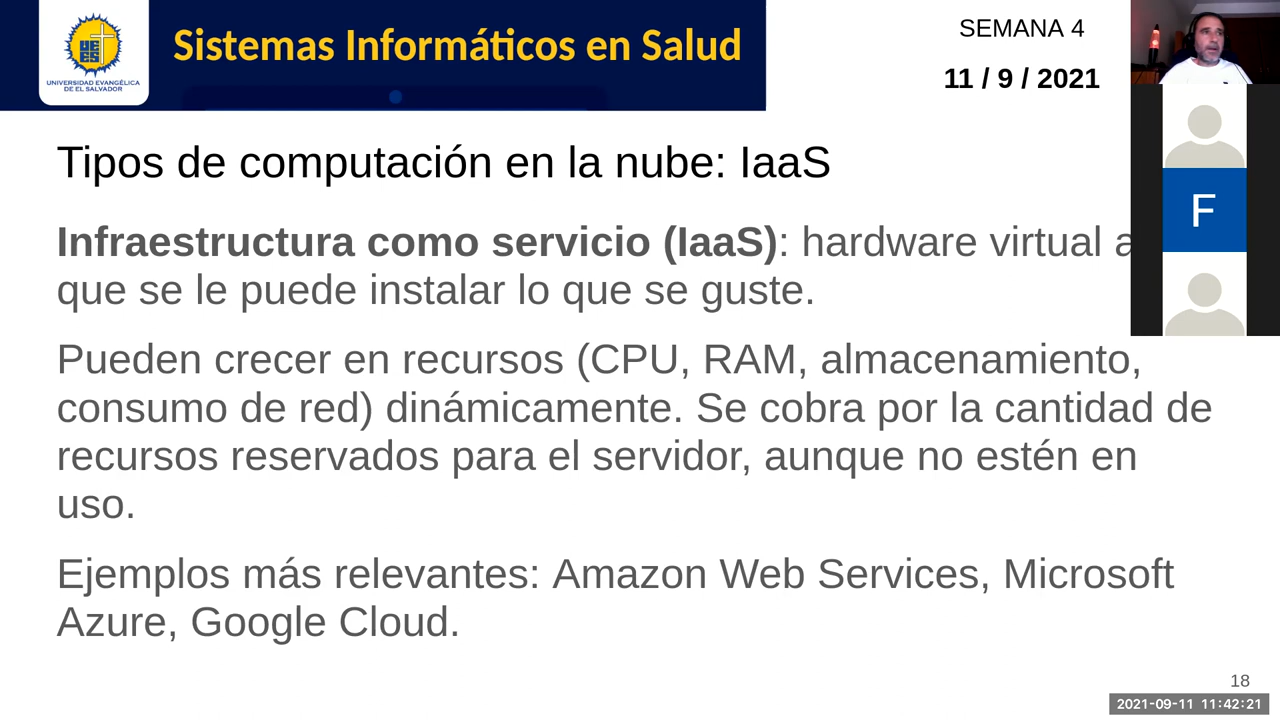 Sistemas Informáticos en Salud
UNIVERSIDAD EVANGÉLICA
DE EL SALVADOR
SEMANA 4
11 / 9 / 2021
Tipos de computación en la nube: IaaS
Infraestructura como servicio (IaaS): hardware virtual a
que se le puede instalar lo que se guste.
Pueden crecer en recursos (CPU, RAM, almacenamiento,
consumo de red) dinámicamente. Se cobra por la cantidad de
recursos reservados para el servidor, aunque no estén en
uso.
Ejemplos más relevantes: Amazon Web Services, Microsoft
Azure, Google Cloud.
F
18
2021-09-11 11:42:21